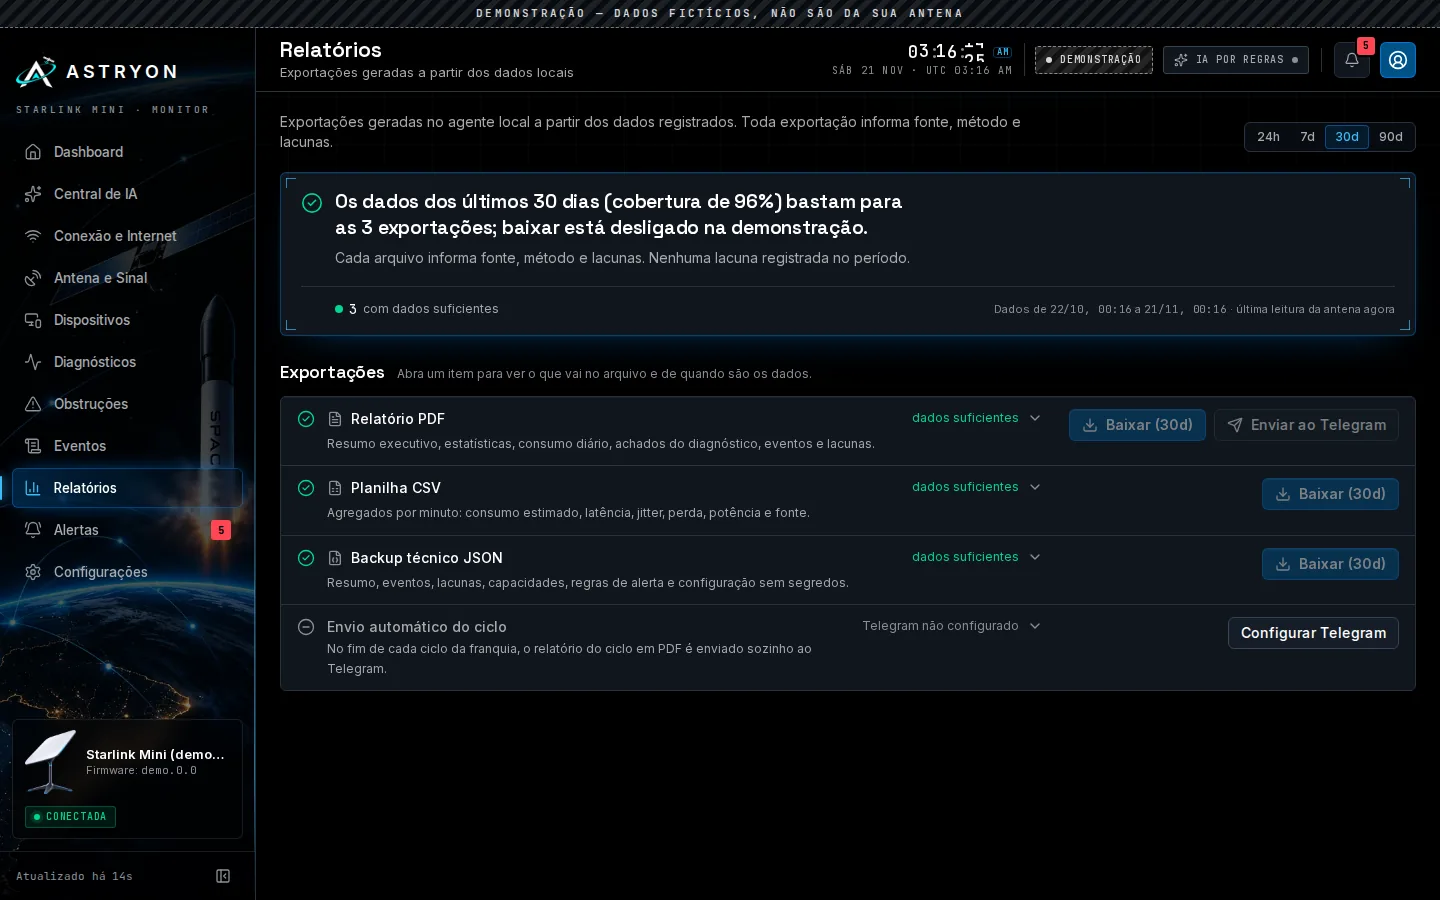 DEMONSTRAÇÃO — DADOS FICTÍCIOS, NÃO SÃO DA SUA ANTENA
ASTRYON
STARLINK MINI · MONITOR
Dashboard
Central de IA
Conexão e Internet
Antena e Sinal
Dispositivos
Diagnósticos
Obstruções
Eventos
Relatórios
Alertas
5
Configurações
SPAC
Starlink Mini (demo...
Firmware: demo.0.0
CONECTADA
Atualizado há 14s
Relatórios
Exportações geradas a partir dos dados locais
03:16: AM
SÁB 21 NOV · UTC 03:16 AM
DEMONSTRAÇÃO
IA POR REGRAS
5
Exportações geradas no agente local a partir dos dados registrados. Toda exportação informa fonte, método e
lacunas.
24h 7d 30d 90d
Os dados dos últimos 30 dias (cobertura de 96%) bastam para
as 3 exportações; baixar está desligado na demonstração.
Cada arquivo informa fonte, método e lacunas. Nenhuma lacuna registrada no período.
3 com dados suficientes
Dados de 22/10, 00:16 a 21/11, 00:16 · última leitura da antena agora
Exportações Abra um item para ver o que vai no arquivo e de quando são os dados.
Relatório PDF
dados suficientes
Baixar (30d)
Enviar ao Telegram
Resumo executivo, estatísticas, consumo diário, achados do diagnóstico, eventos e lacunas.
Planilha CSV
dados suficientes
Baixar (30d)
Agregados por minuto: consumo estimado, latência, jitter, perda, potência e fonte.
Backup técnico JSON
dados suficientes
Baixar (30d)
Resumo, eventos, lacunas, capacidades, regras de alerta e configuração sem segredos.
Envio automático do ciclo
Telegram não configurado
Configurar Telegram
No fim de cada ciclo da franquia, o relatório do ciclo em PDF é enviado sozinho ao
Telegram.